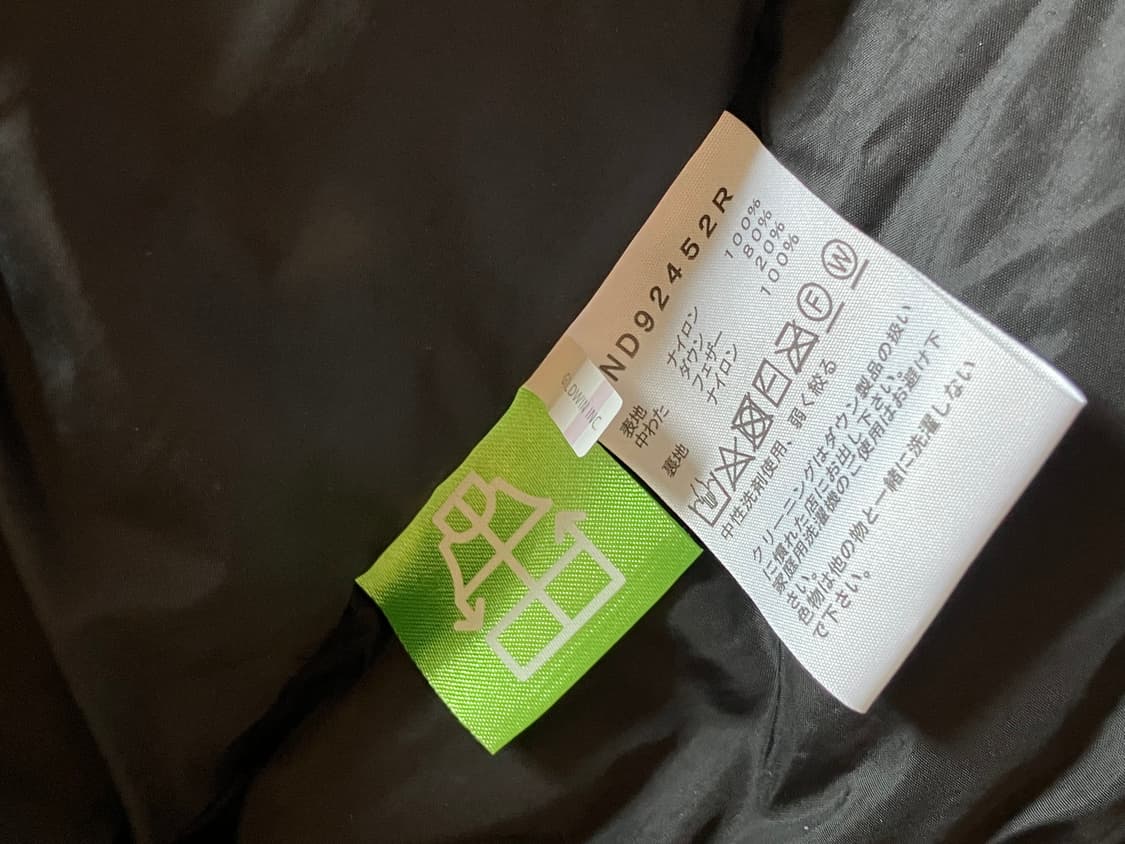 ND92452R
表地 ナイロン 100%
中わた ダウン 80%
フェザー 20%
裏地 ナイロン 100%
F W
中性洗剤使用、弱く絞る
クリーニングはダウン製品の扱い
に慣れた店にお出し下さい。
家庭用洗濯機のご使用はお避け下
さい。
色物は他の物と一緒に洗濯しない
で下さい。
GOLDWIN INC